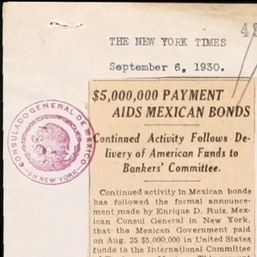 THE NEW YORK TIMES
September 6, 1930.
$5,000,000 PAYMENT
AIDS MEXICAN BONDS
Continued Activity Follows De-
livery of American Funds to
Bankers' Committee.
Continued activity in Mexican bonds
has followed the formal announce-
ment made by Enrique D. Ruiz, Mex-
ican Consul General in New York,
that the Mexican Government paid
on Aug. 25 $5,000,000 in United States
funds to the International Committee
CONSULADO GENERAL DE MEXICO
EN NEW YORK